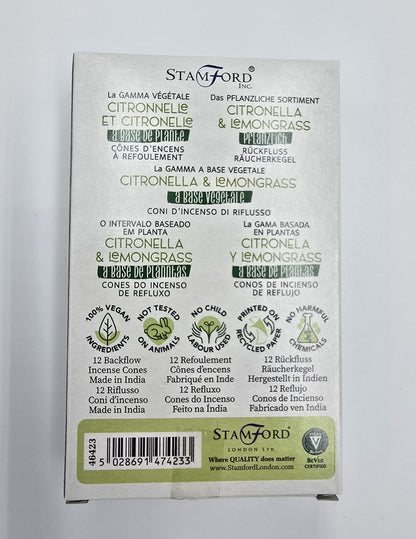 STAMFORD®
INC.
La GAMMA VÉGÉTALE
CITRONNELLE
ET CITRONELLE
a BaSe De PLanTe
CÔNES D'ENCENS
À REFOULEMENT
Das PFLANZLICHE SORTIMENT
CITRONELLA
& LeMONGRASS
PFLanZLICH
RÜCKFLUSS
RÄUCHERKEGEL
La GAMMA A BASE VEGETALE
CITRONELLA & LeMONGRASS
a BaSe VeGeTaLe
CONI D'INCENSO DI RIFLUSSO
O INTERVALO BASEADO
EM PLANTA
CITRONELLA
& LeMONGRASS
a BaSe De PLanTaS
CONES DO INCENSO
DE REFLUXO
La GAMA BASADA
EN PLANTAS
CITRONELA
Y LeMONGRASS
a BaSe De PLanTaS
CONOS DE INCENSO
DE REFLUJO
100% VEGAN
INGREDIENTS
NOT TESTED
ON ANIMALS
NO CHILD
LABOUR USED
PRINTED ON
RECYCLED PAPER
NO HARMFUL
CHEMICALS
12 Backflow
Incense Cones
Made in India
12 Riflusso
Coni d'incenso
Made in India
12 Refoulement
Cônes d'encens
Fabriqué en Inde
12 Refluxo
Cones do Incenso
Feito na India
12 Rückfluss
Räucherkegel
Hergestellt in Indien
12 Reflujo
Conos de Incienso
Fabricado ven India
46423
5 028691 474233
STAMFORD®
LONDON LTD.
Where QUALITY does matter
www.StamfordLondon.com
BeVeg
CERTIFIED